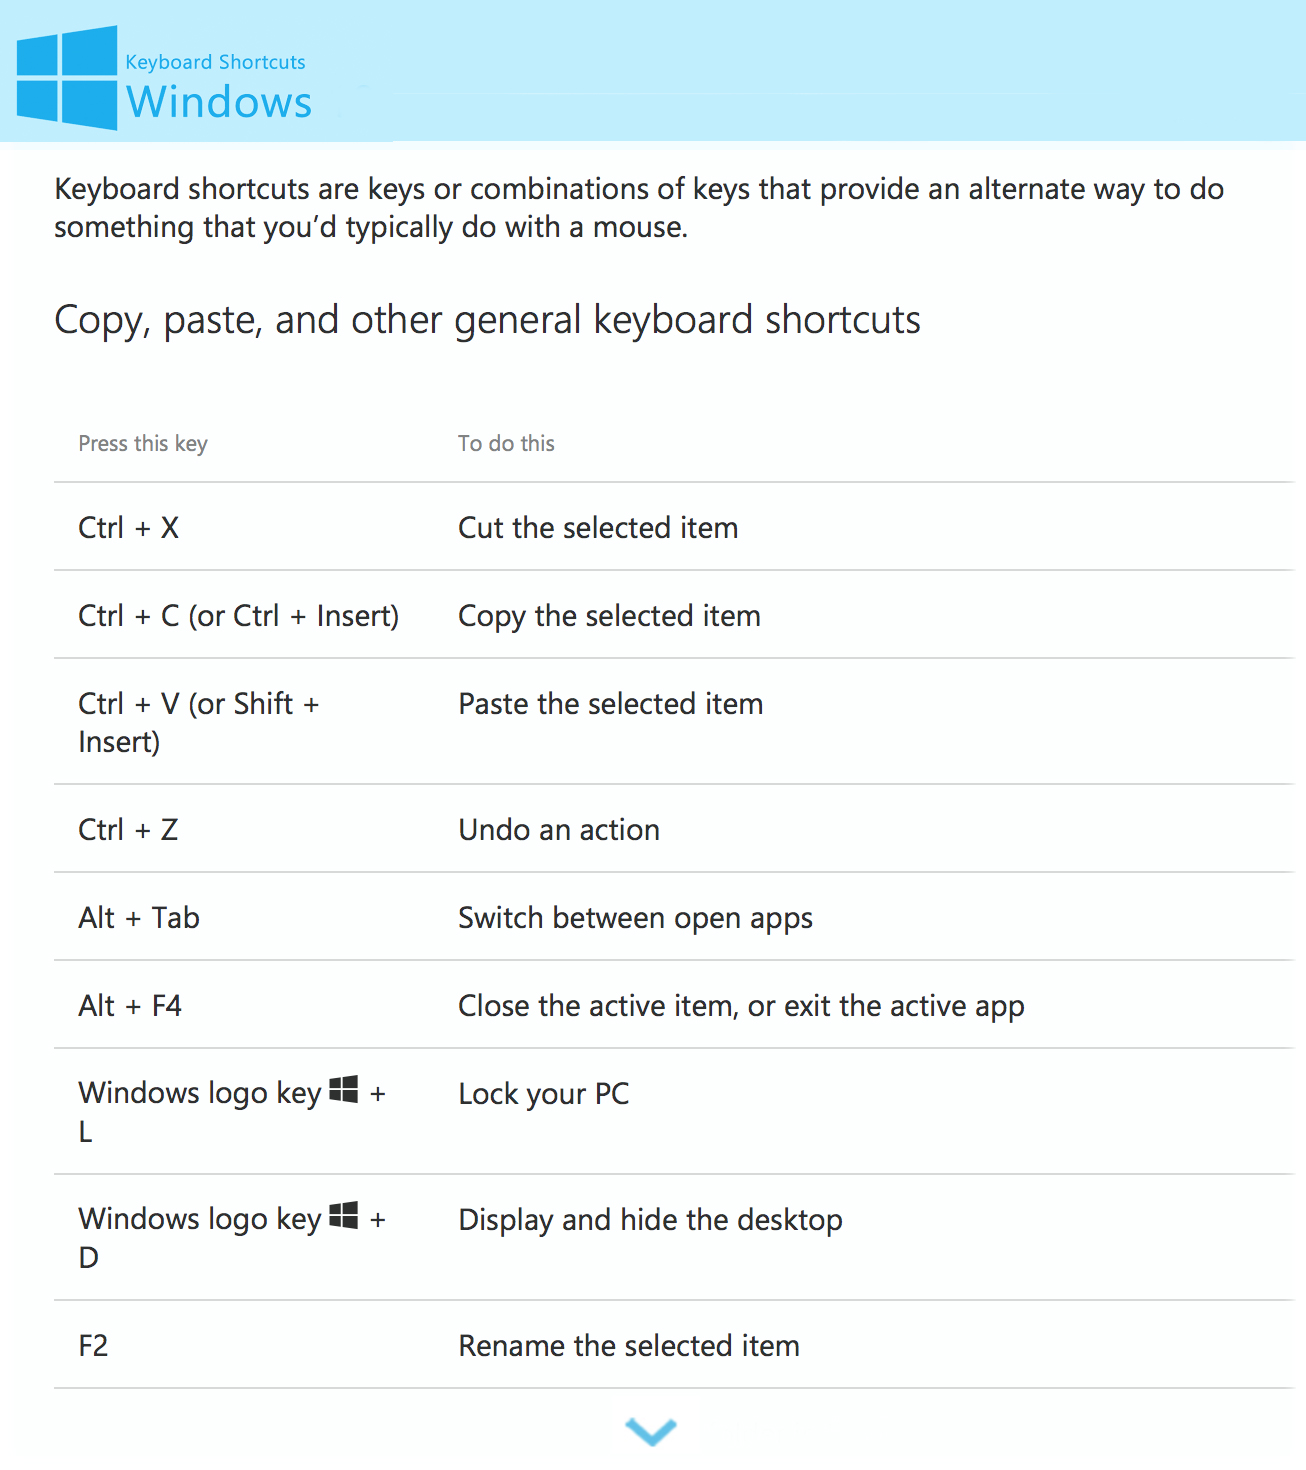 Keyboard Shortcuts
Windows
Keyboard shortcuts are keys or combinations of keys that provide an alternate way to do
something that you’d typically do with a mouse.
Copy, paste, and other general keyboard shortcuts
Press this key To do this
Ctrl + X Cut the selected item
Ctrl + C (or Ctrl + Insert) Copy the selected item
Ctrl + V (or Shift + Paste the selected item
Insert)
Ctrl + Z Undo an action
Alt + Tab Switch between open apps
Alt + F4 Close the active item, or exit the active app
Windows logo key + Lock your PC
L
Windows logo key + Display and hide the desktop
D
F2 Rename the selected item